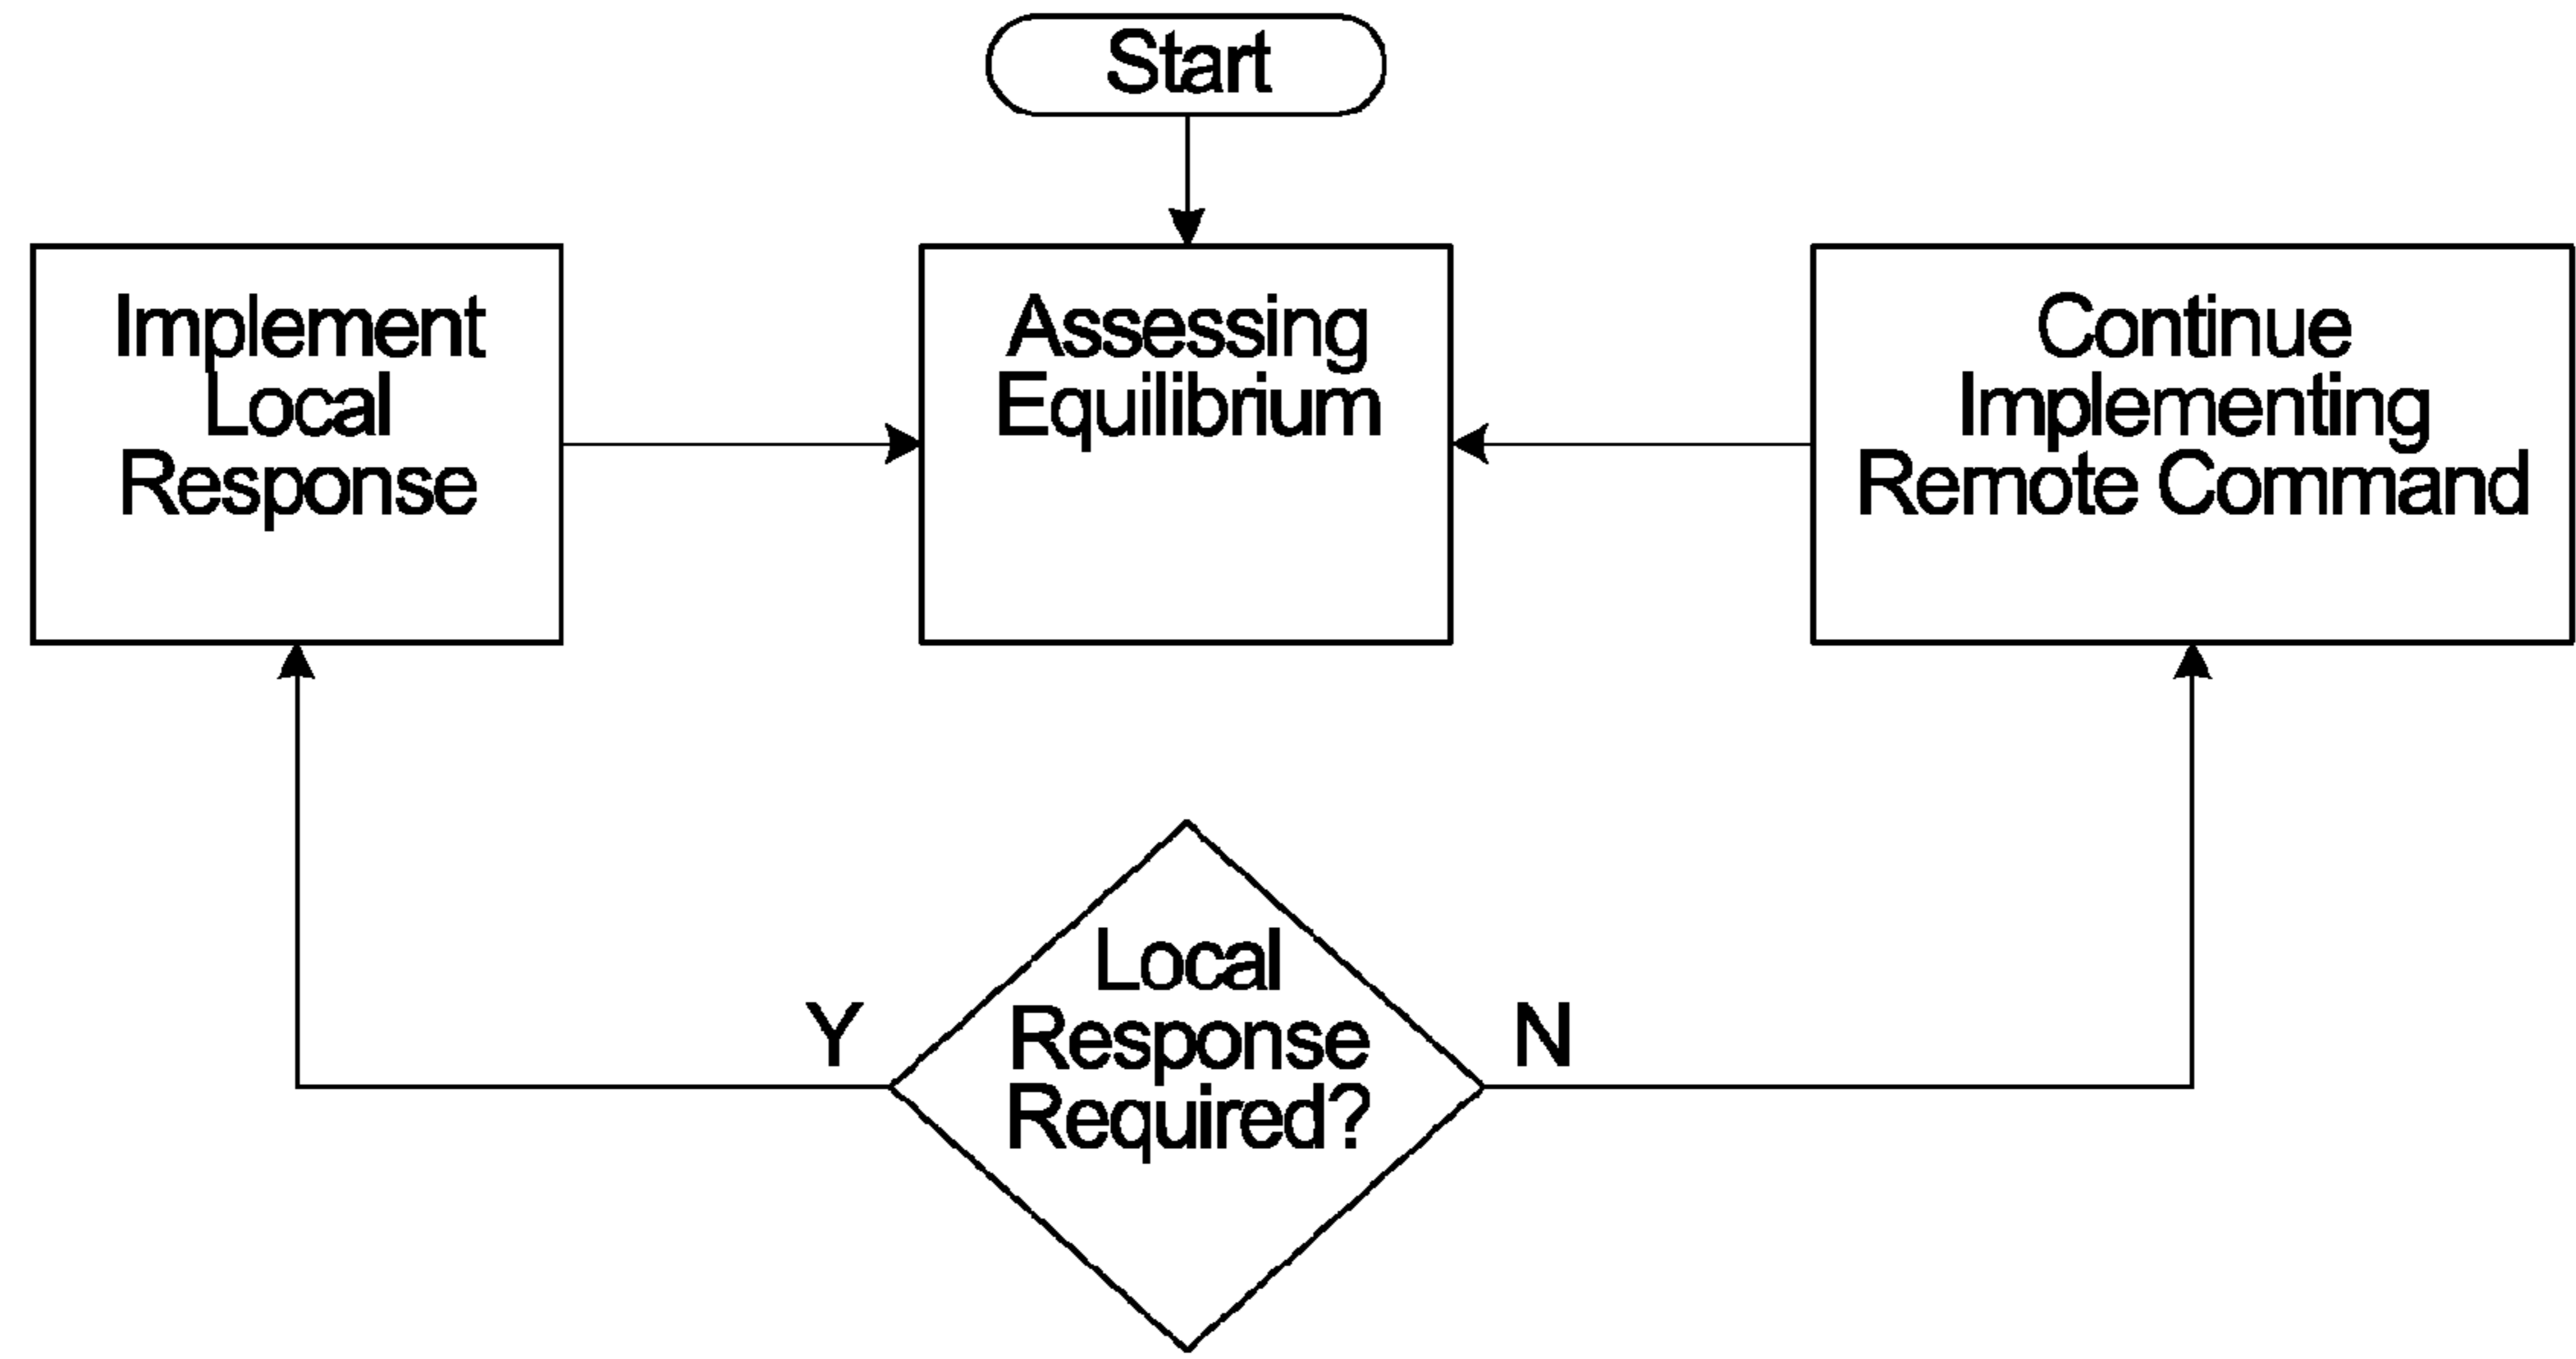 Start
Implement
Local
Response
Assessing
Equilibrium
Continue
Implementing
Remote Command
Y
Local
Response
Required?
N